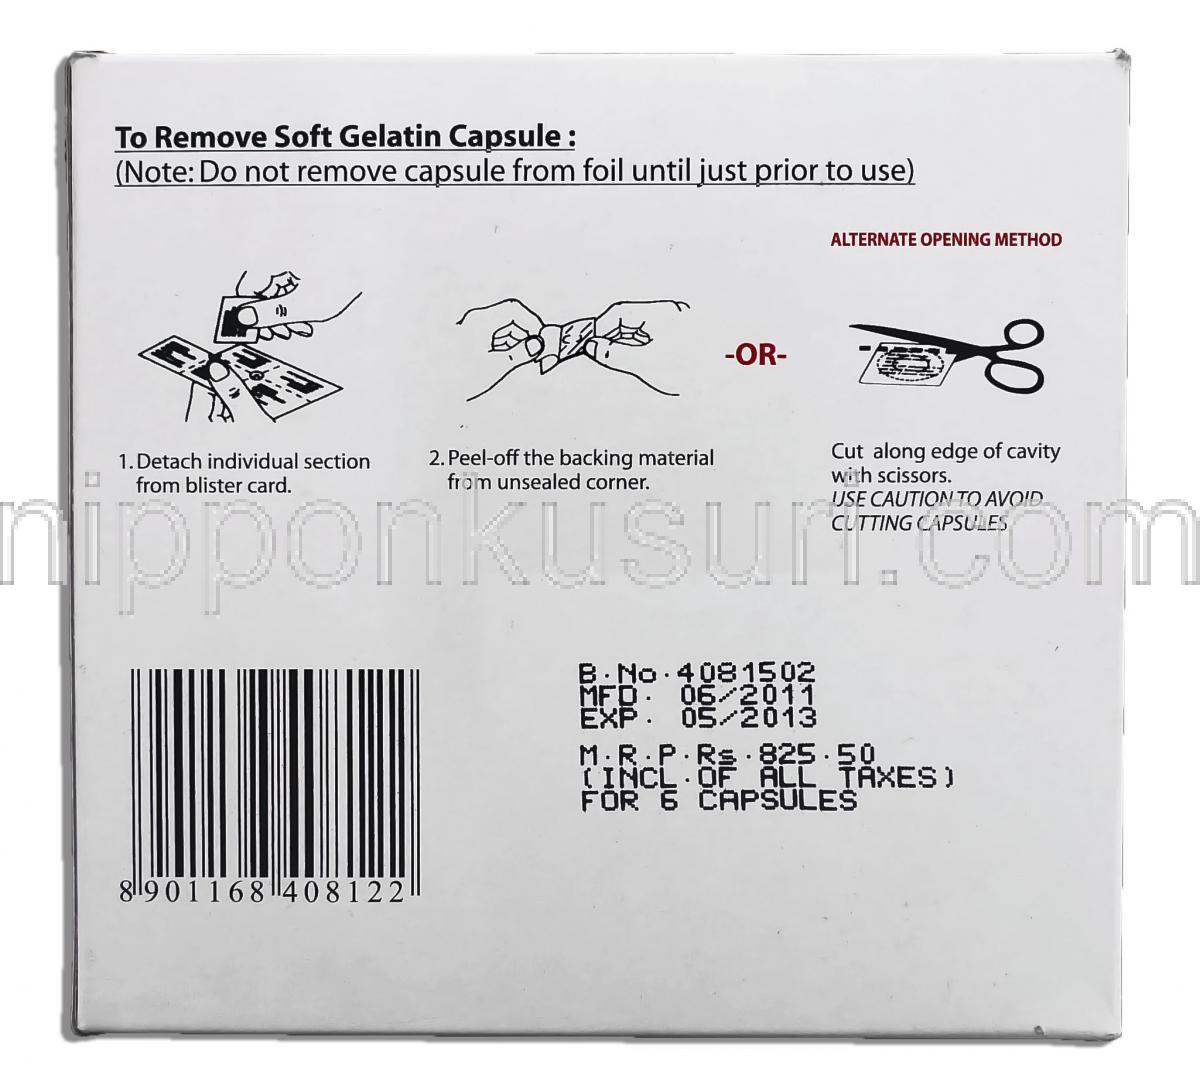 To Remove Soft Gelatin Capsule :
(Note: Do not remove capsule from foil until just prior to use)
ALTERNATE OPENING METHOD
-OR-
1. Detach individual section
from blister card.
2. Peel-off the backing material
from unsealed corner.
Cut along edge of cavity
with scissors.
USE CAUTION TO AVOID
CUTTING CAPSULES
nipponkusuri.com
B.No.4081502
MFD. 06/2011
EXP. 05/2013
M.R.P.Rs.825.50
(INCL.OF ALL TAXES)
FOR 6 CAPSULES
8901168408122